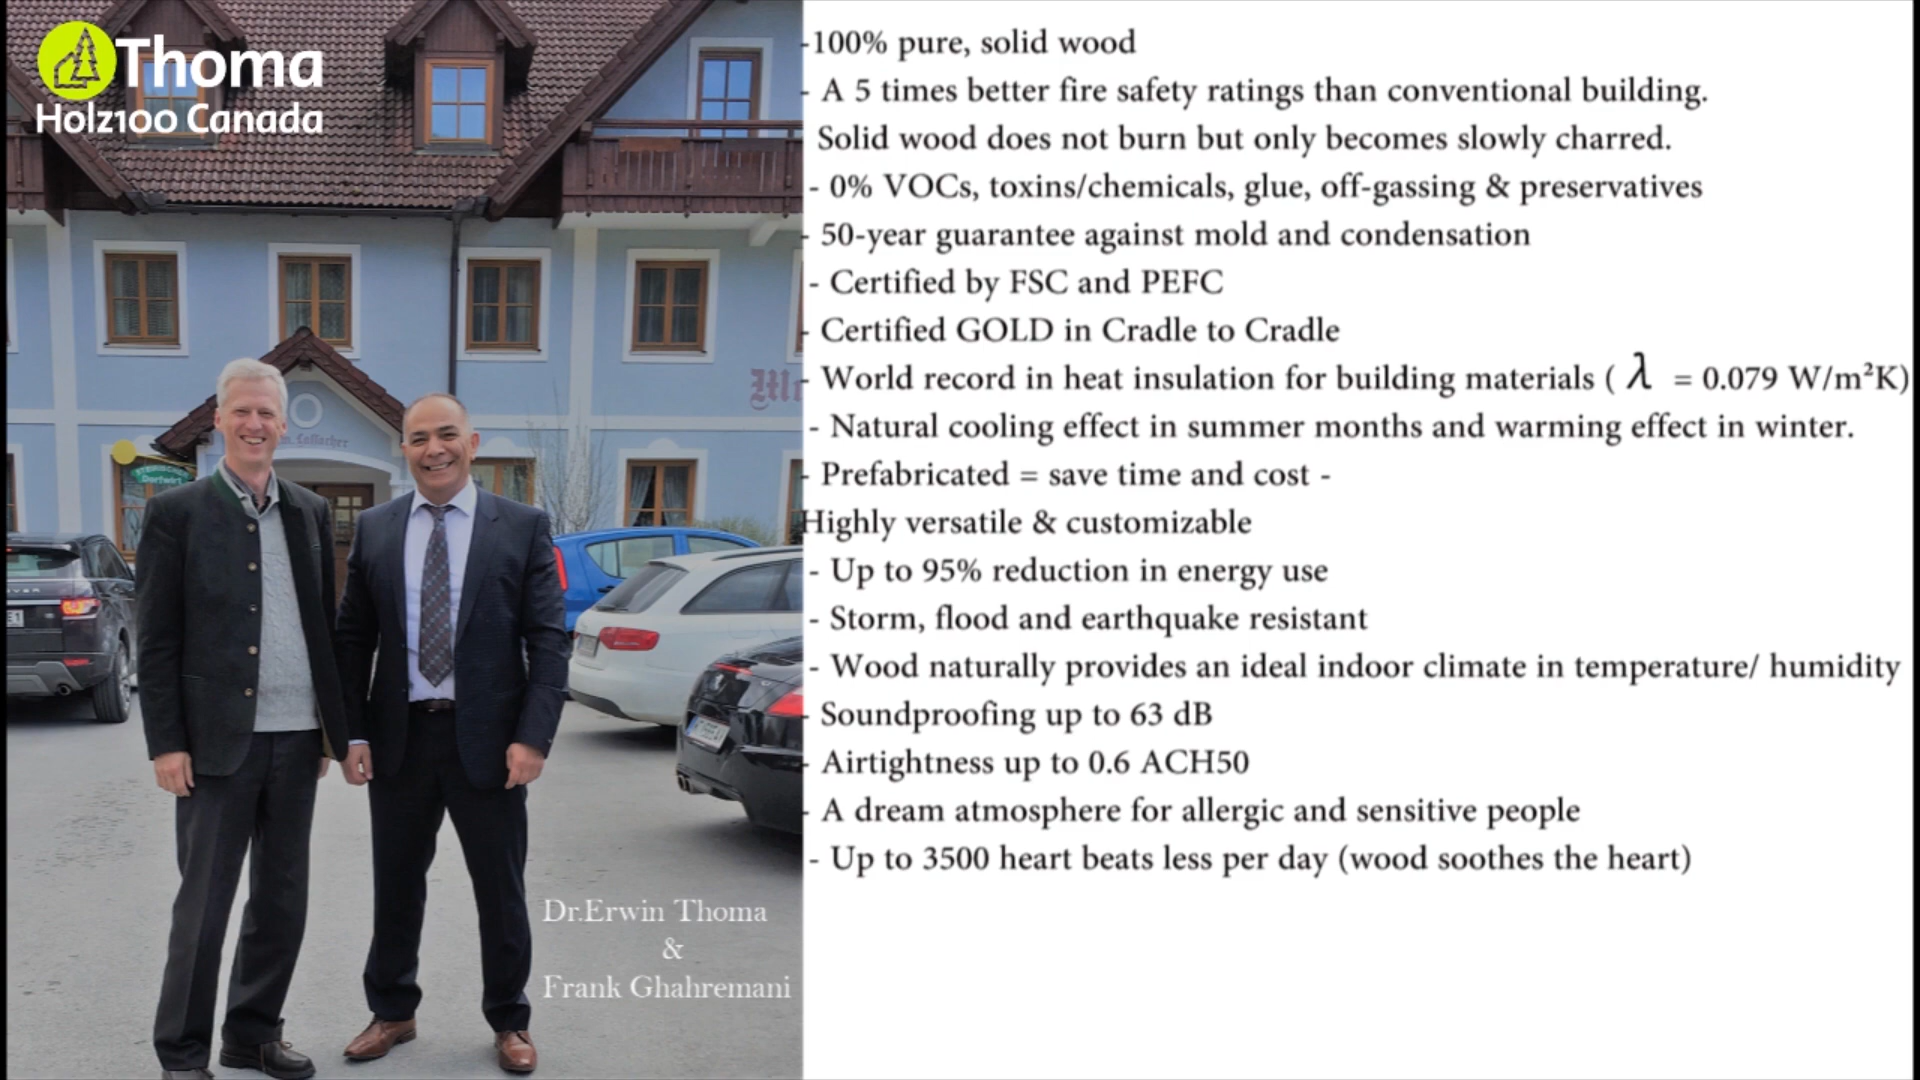 Thoma
Holz100 Canada
-100% pure, solid wood
- A 5 times better fire safety ratings than conventional building.
Solid wood does not burn but only becomes slowly charred.
- 0% VOCs, toxins/chemicals, glue, off-gassing & preservatives
- 50-year guarantee against mold and condensation
- Certified by FSC and PEFC
- Certified GOLD in Cradle to Cradle
- World record in heat insulation for building materials ( λ = 0.079 W/m²K)
- Natural cooling effect in summer months and warming effect in winter.
- Prefabricated = save time and cost -
Highly versatile & customizable
- Up to 95% reduction in energy use
- Storm, flood and earthquake resistant
- Wood naturally provides an ideal indoor climate in temperature/ humidity
- Soundproofing up to 63 dB
- Airtightness up to 0.6 ACH50
- A dream atmosphere for allergic and sensitive people
- Up to 3500 heart beats less per day (wood soothes the heart)
STEIRISCHER
Dorfwirt
Dr.Erwin Thoma
&
Frank Ghahremani